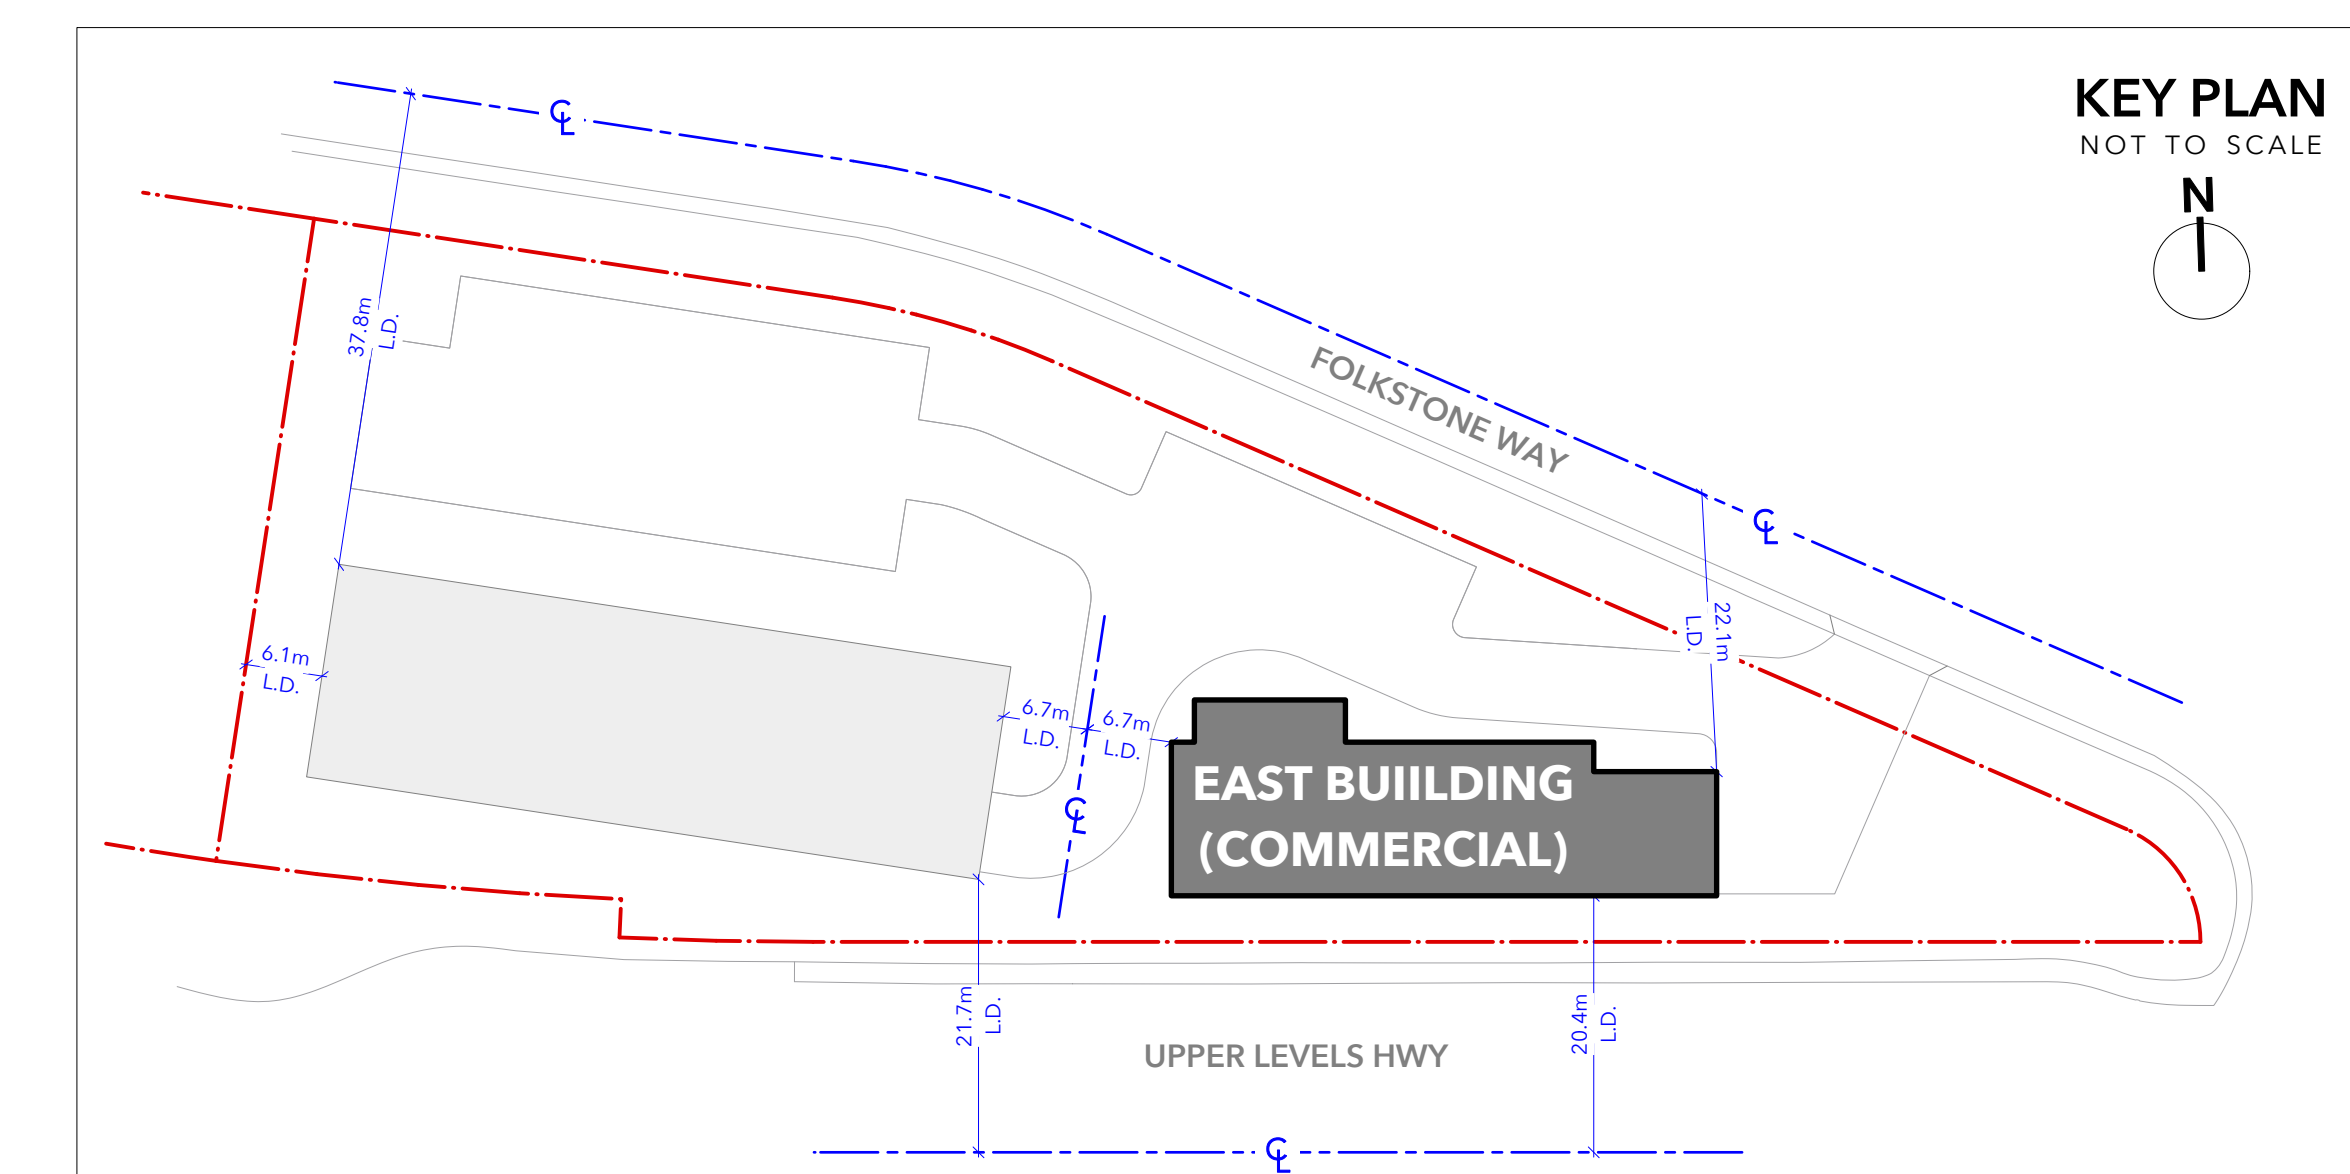 KEY PLAN
NOT TO SCALE
N
℄
37.8m
L.D.
FOLKSTONE WAY
℄
22.1m
L.D.
6.1m
L.D.
6.7m
L.D.
6.7m
L.D.
℄
EAST BUIIILDING
(COMMERCIAL)
21.7m
L.D.
20.4m
L.D.
UPPER LEVELS HWY
℄